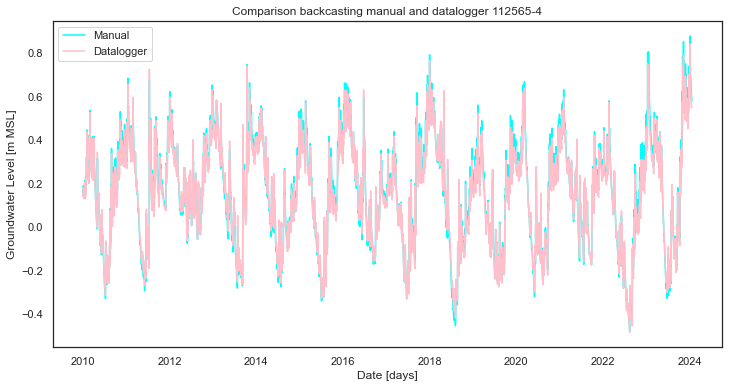 Comparison backcasting manual and datalogger 112565-4
Manual
Datalogger
Groundwater Level [m MSL]
0.8
0.6
0.4
0.2
0.0
−0.2
−0.4
2010 2012 2014 2016 2018 2020 2022 2024
Date [days]